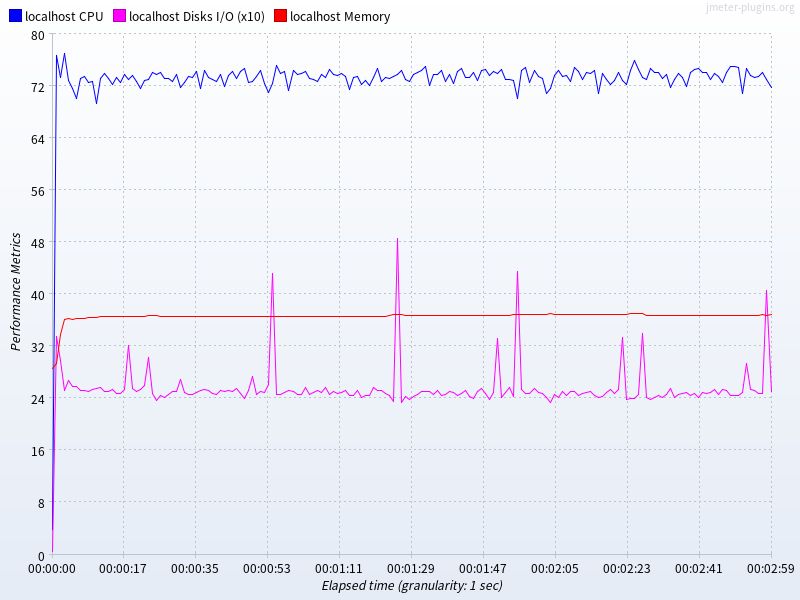 jmeter-plugins.org
localhost CPU localhost Disks I/O (x10) localhost Memory
80
72
64
56
48
40
32
24
16
8
0
Performance Metrics
00:00:00 00:00:17 00:00:35 00:00:53 00:01:11 00:01:29 00:01:47 00:02:05 00:02:23 00:02:41 00:02:59
Elapsed time (granularity: 1 sec)